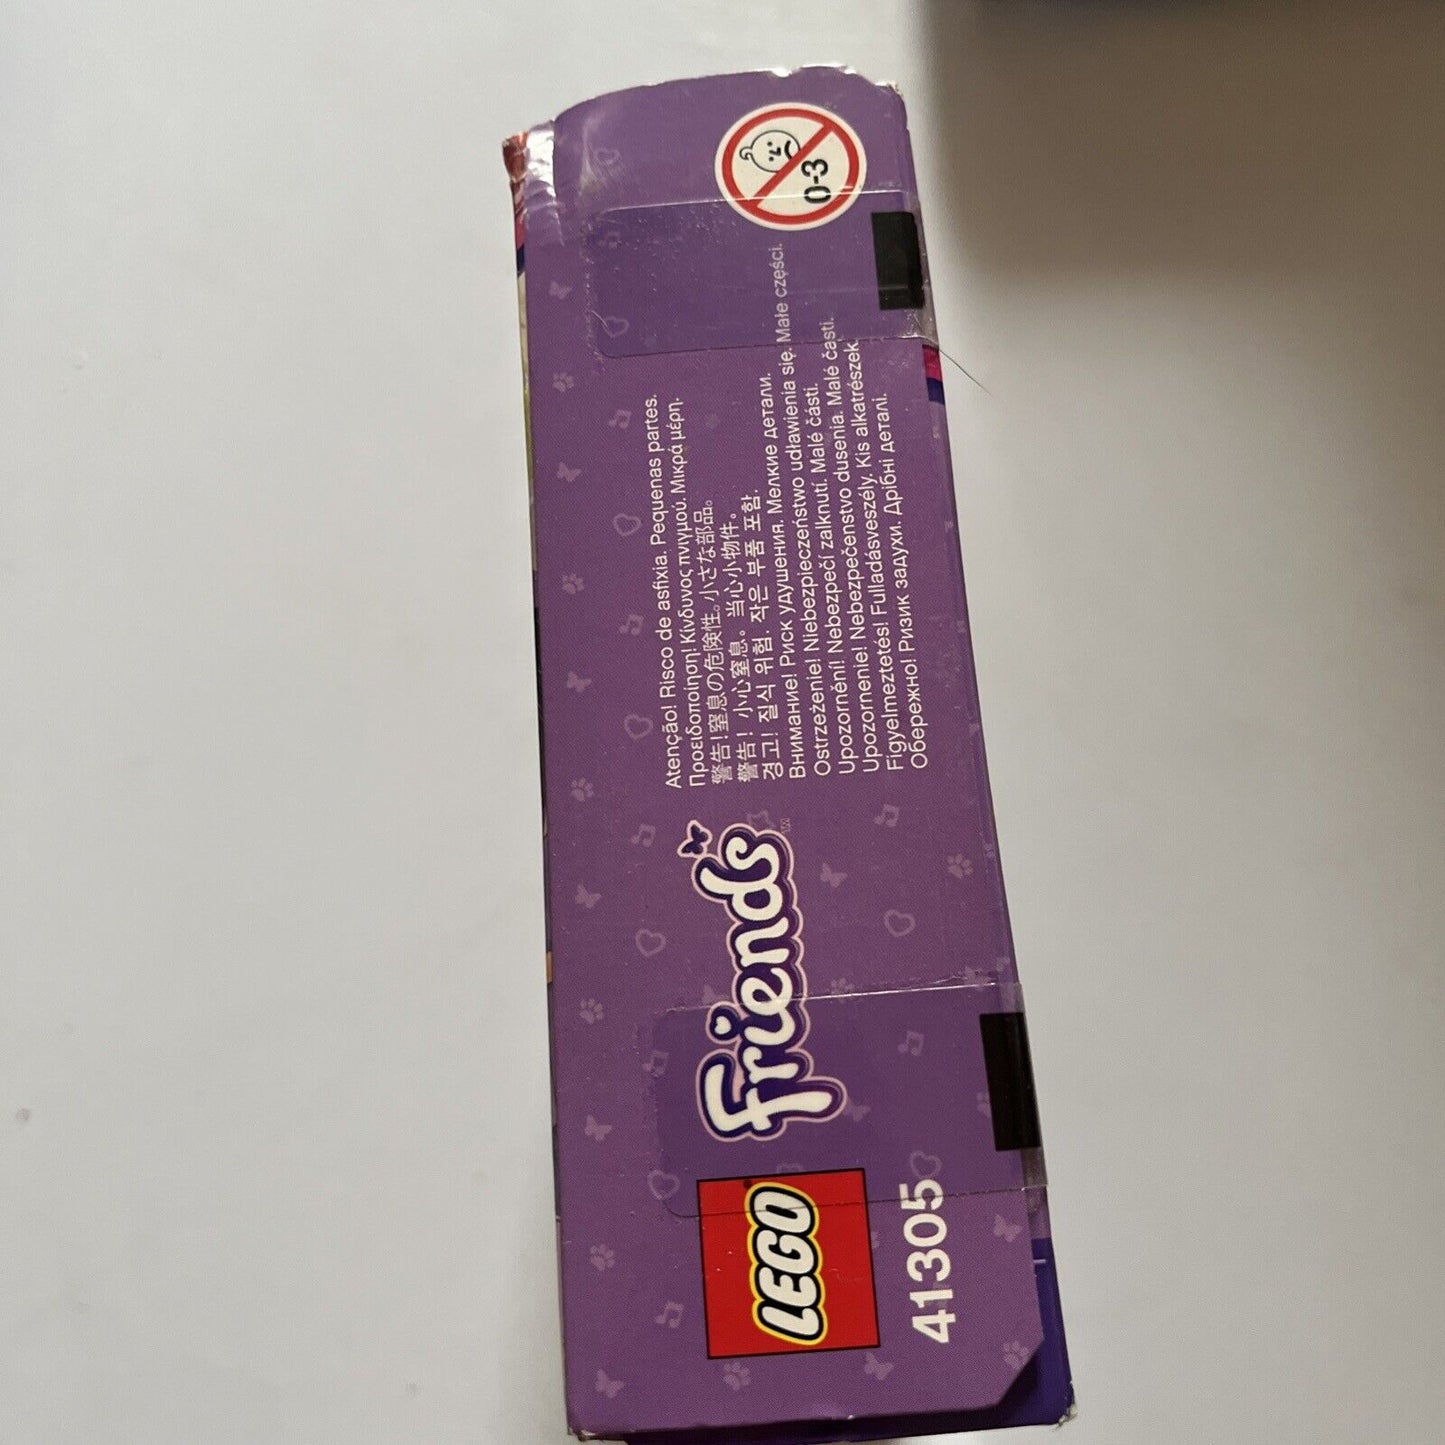 LEGO®
Friends™
41305
Atenção! Risco de asfixia. Pequenas partes.
Προειδοποίηση! Κίνδυνος πνιγμού. Μικρά μέρη.
警告!窒息の危険性。小さな部品。
警告！小心窒息。当心小物件。
경고! 질식 위험. 작은 부품 포함.
Внимание! Риск удушения. Мелкие детали.
Ostrzeżenie! Niebezpieczeństwo udławienia się. Małe części.
Upozornění! Nebezpečí zalknutí. Malé části.
Upozornenie! Nebezpečenstvo dusenia. Malé časti.
Figyelmeztetés! Fulladásveszély. Kis alkatrészek.
Обережно! Ризик задухи. Дрібні деталі.
0-3